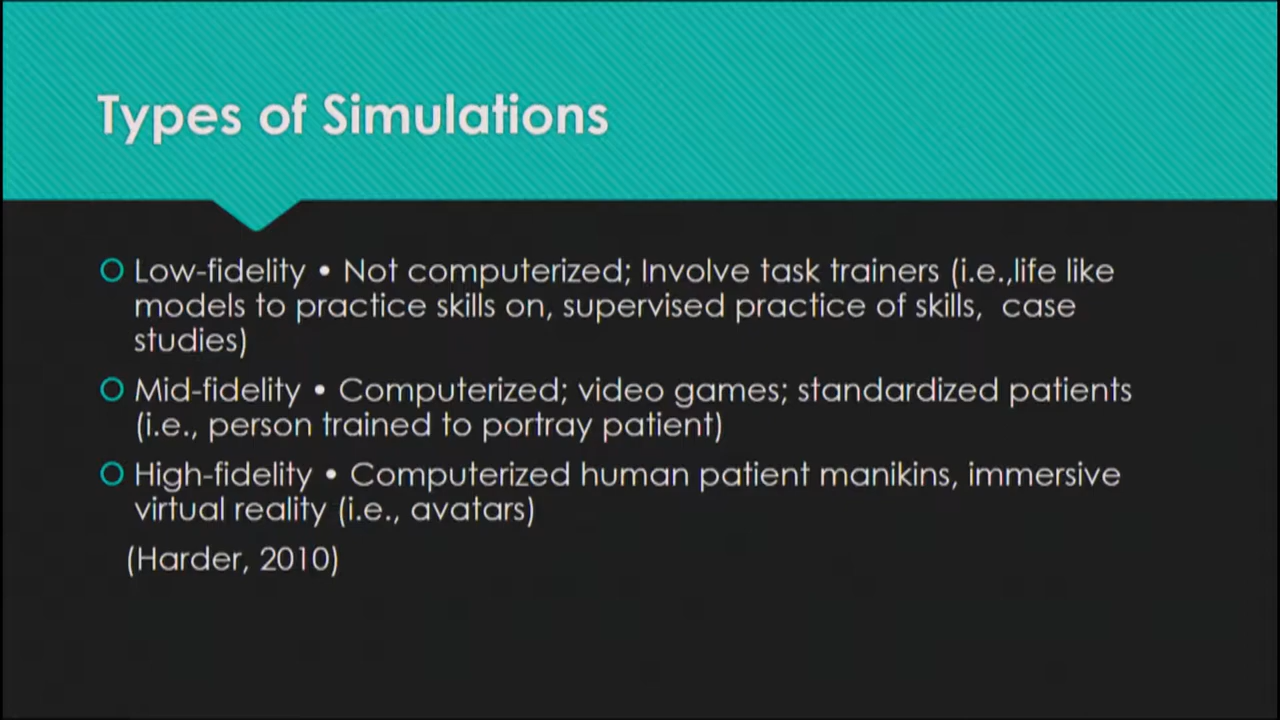 Types of Simulations
Low-fidelity • Not computerized; Involve task trainers (i.e.,life like
models to practice skills on, supervised practice of skills,  case
studies)
Mid-fidelity • Computerized; video games; standardized patients
(i.e., person trained to portray patient)
High-fidelity • Computerized human patient manikins, immersive
virtual reality (i.e., avatars)
(Harder, 2010)